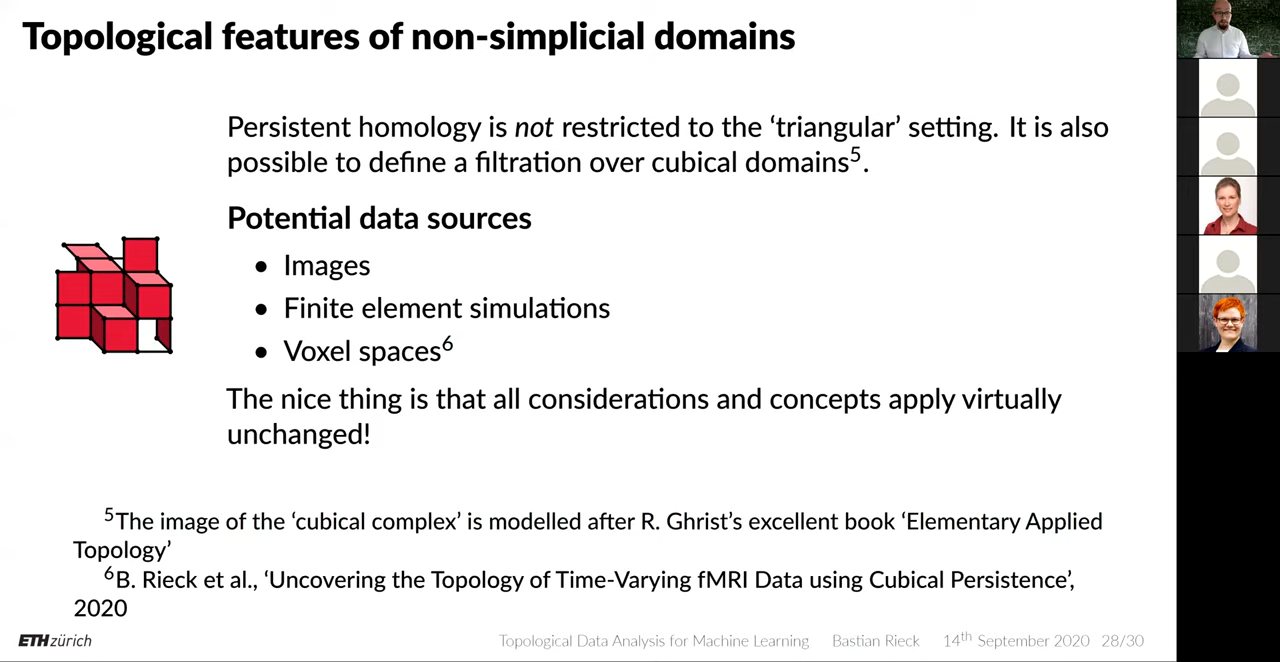 Topological features of non-simplicial domains
Persistent homology is not restricted to the ‘triangular’ setting. It is also
possible to define a filtration over cubical domains5.
Potential data sources
• Images
• Finite element simulations
• Voxel spaces6
The nice thing is that all considerations and concepts apply virtually
unchanged!
5The image of the ‘cubical complex’ is modelled after R. Ghrist’s excellent book ‘Elementary Applied
Topology’
6B. Rieck et al., ‘Uncovering the Topology of Time-Varying fMRI Data using Cubical Persistence’,
2020
ETH zürich Topological Data Analysis for Machine Learning Bastian Rieck 14th September 2020 28/30